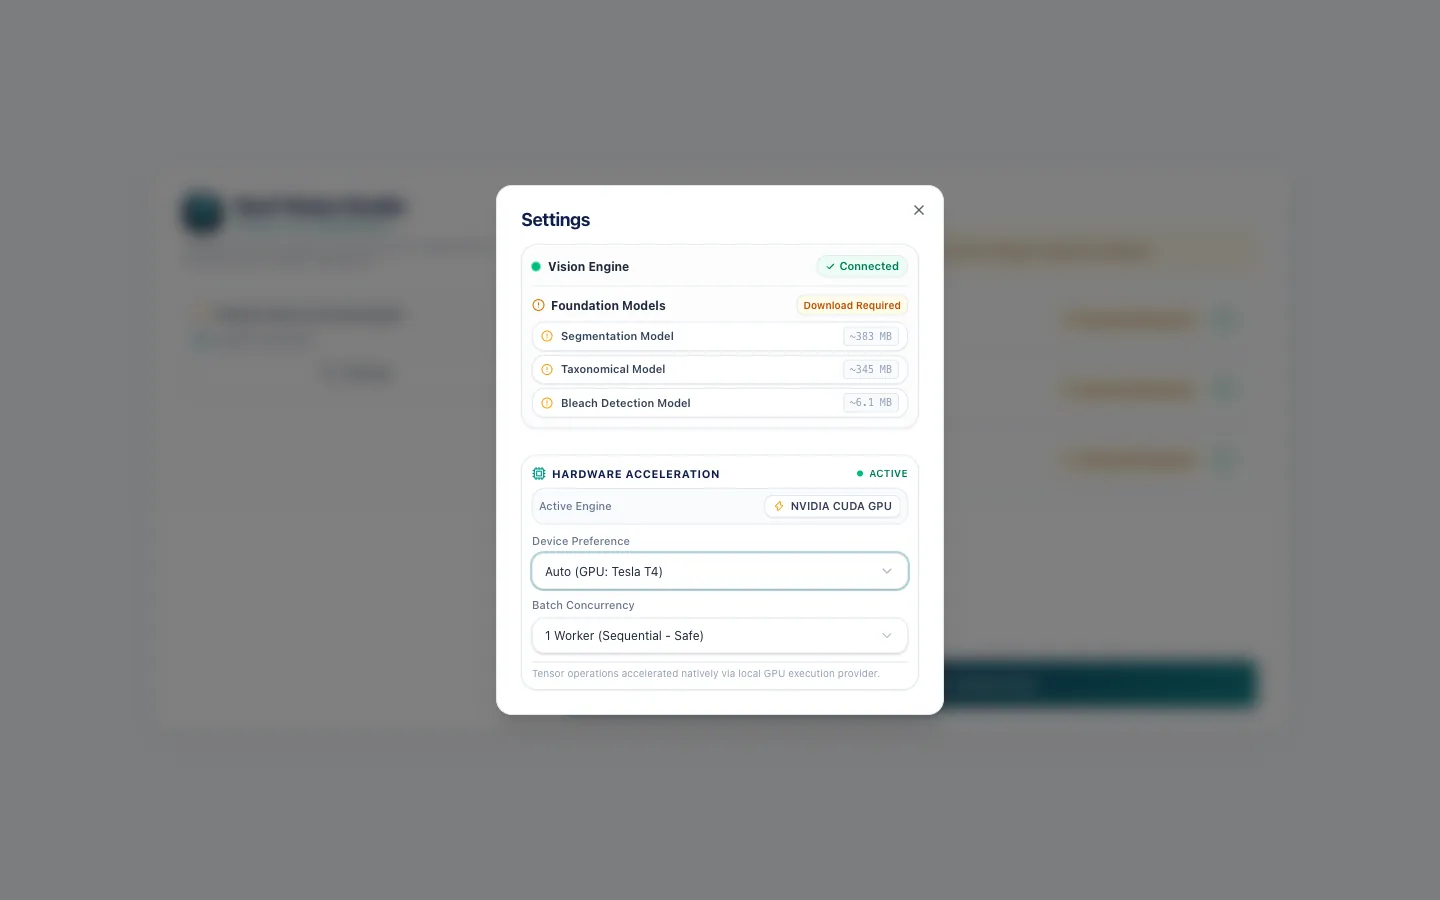 Settings
Vision Engine
Connected
Foundation Models
Download Required
Segmentation Model
~383 MB
Taxonomical Model
~345 MB
Bleach Detection Model
~6.1 MB
HARDWARE ACCELERATION
ACTIVE
Active Engine
NVIDIA CUDA GPU
Device Preference
Auto (GPU: Tesla T4)
Batch Concurrency
1 Worker (Sequential - Safe)
Tensor operations accelerated natively via local GPU execution provider.